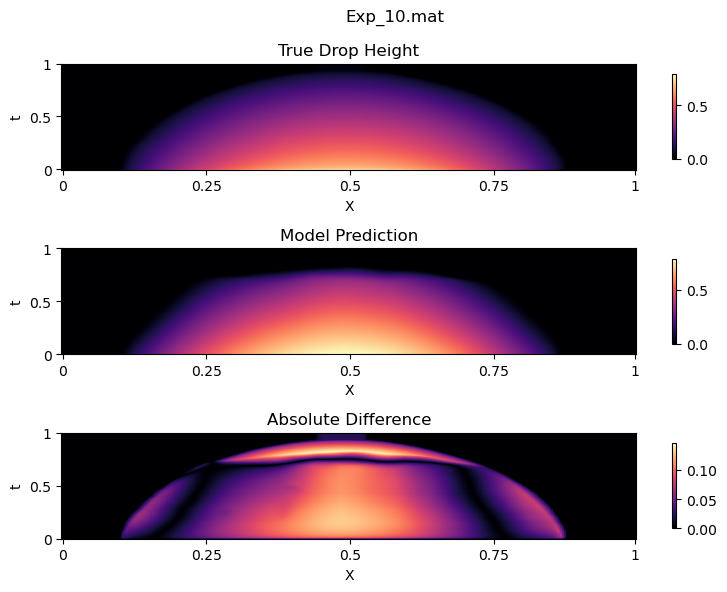 Exp_10.mat
True Drop Height
1
0.5
0
t
0 0.25 0.5 0.75 1
X
0.5
0.0
Model Prediction
1
0.5
0
t
0 0.25 0.5 0.75 1
X
0.5
0.0
Absolute Difference
1
0.5
0
t
0 0.25 0.5 0.75 1
X
0.10
0.05
0.00